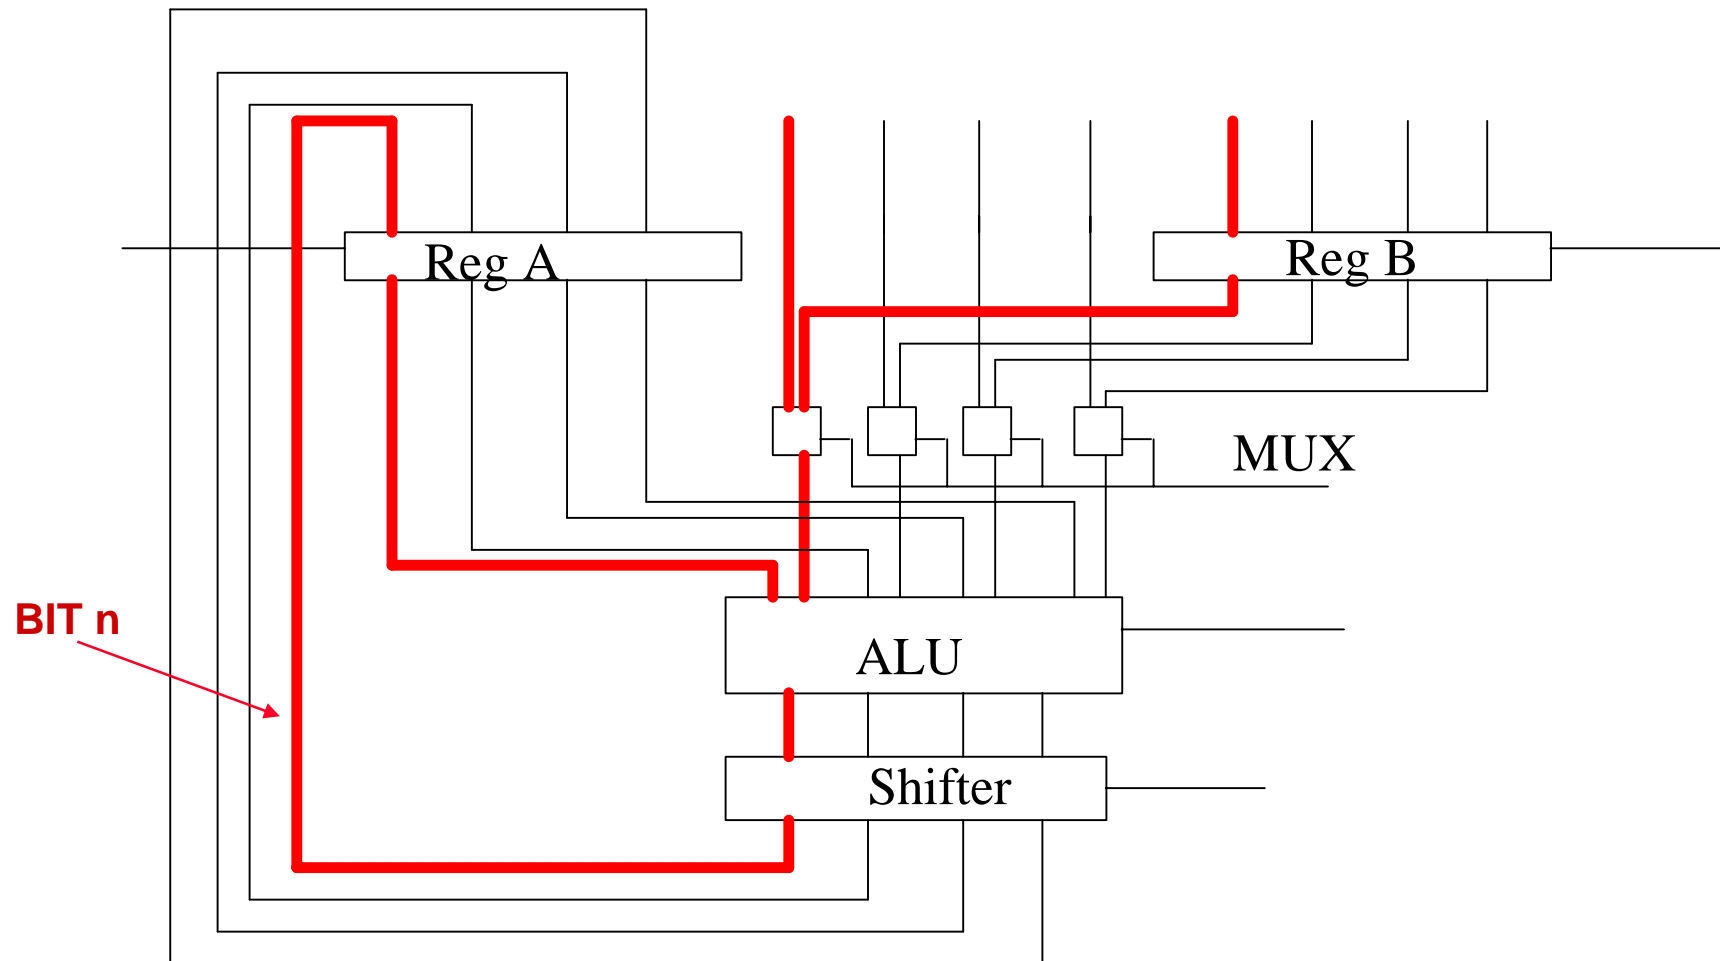 Reg A
Reg B
MUX
BIT n
ALU
Shifter